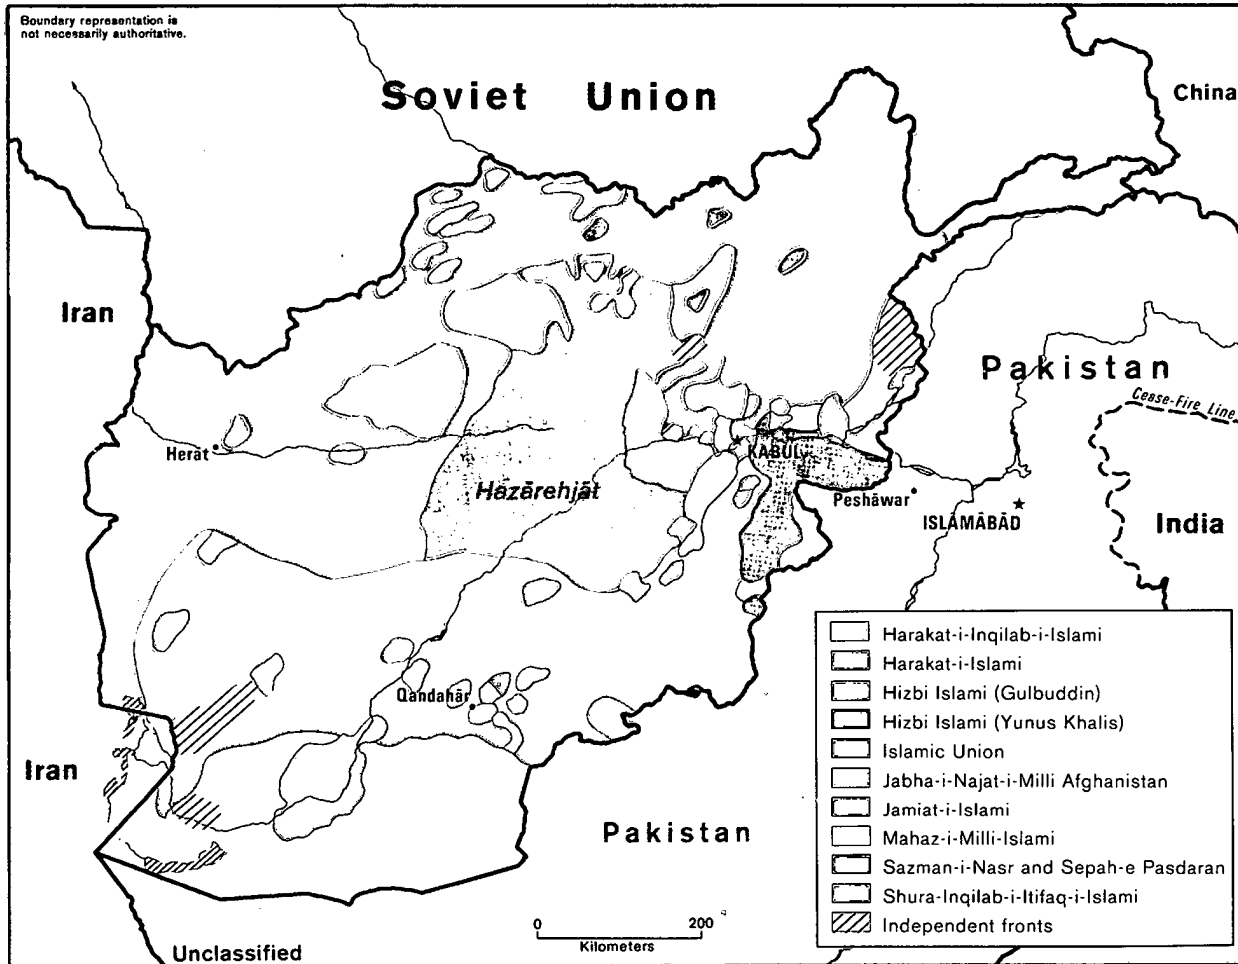 Boundary representation is
not necessarily authoritative.
Soviet Union
China
Iran
Pakistan
Cease-Fire Line
Herāt
KABUL
Hazārehjāt
Peshāwar
ISLĀMĀBĀD
India
Qandahār
Iran
Pakistan
Harakat-i-Inqilab-i-Islami
Harakat-i-Islami
Hizbi Islami (Gulbuddin)
Hizbi Islami (Yunus Khalis)
Islamic Union
Jabha-i-Najat-i-Milli Afghanistan
Jamiat-i-Islami
Mahaz-i-Milli-Islami
Sazman-i-Nasr and Sepah-e Pasdaran
Shura-Inqilab-i-Itifaq-i-Islami
Independent fronts
0 200
Kilometers
Unclassified